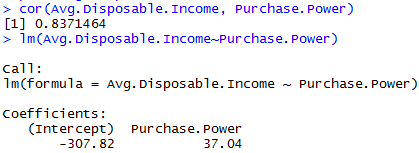 > cor(Avg.Disposable.Income, Purchase.Power)
[1] 0.8371464
> lm(Avg.Disposable.Income~Purchase.Power)
Call:
lm(formula = Avg.Disposable.Income ~ Purchase.Power)
Coefficients:
(Intercept) Purchase.Power
-307.82 37.04